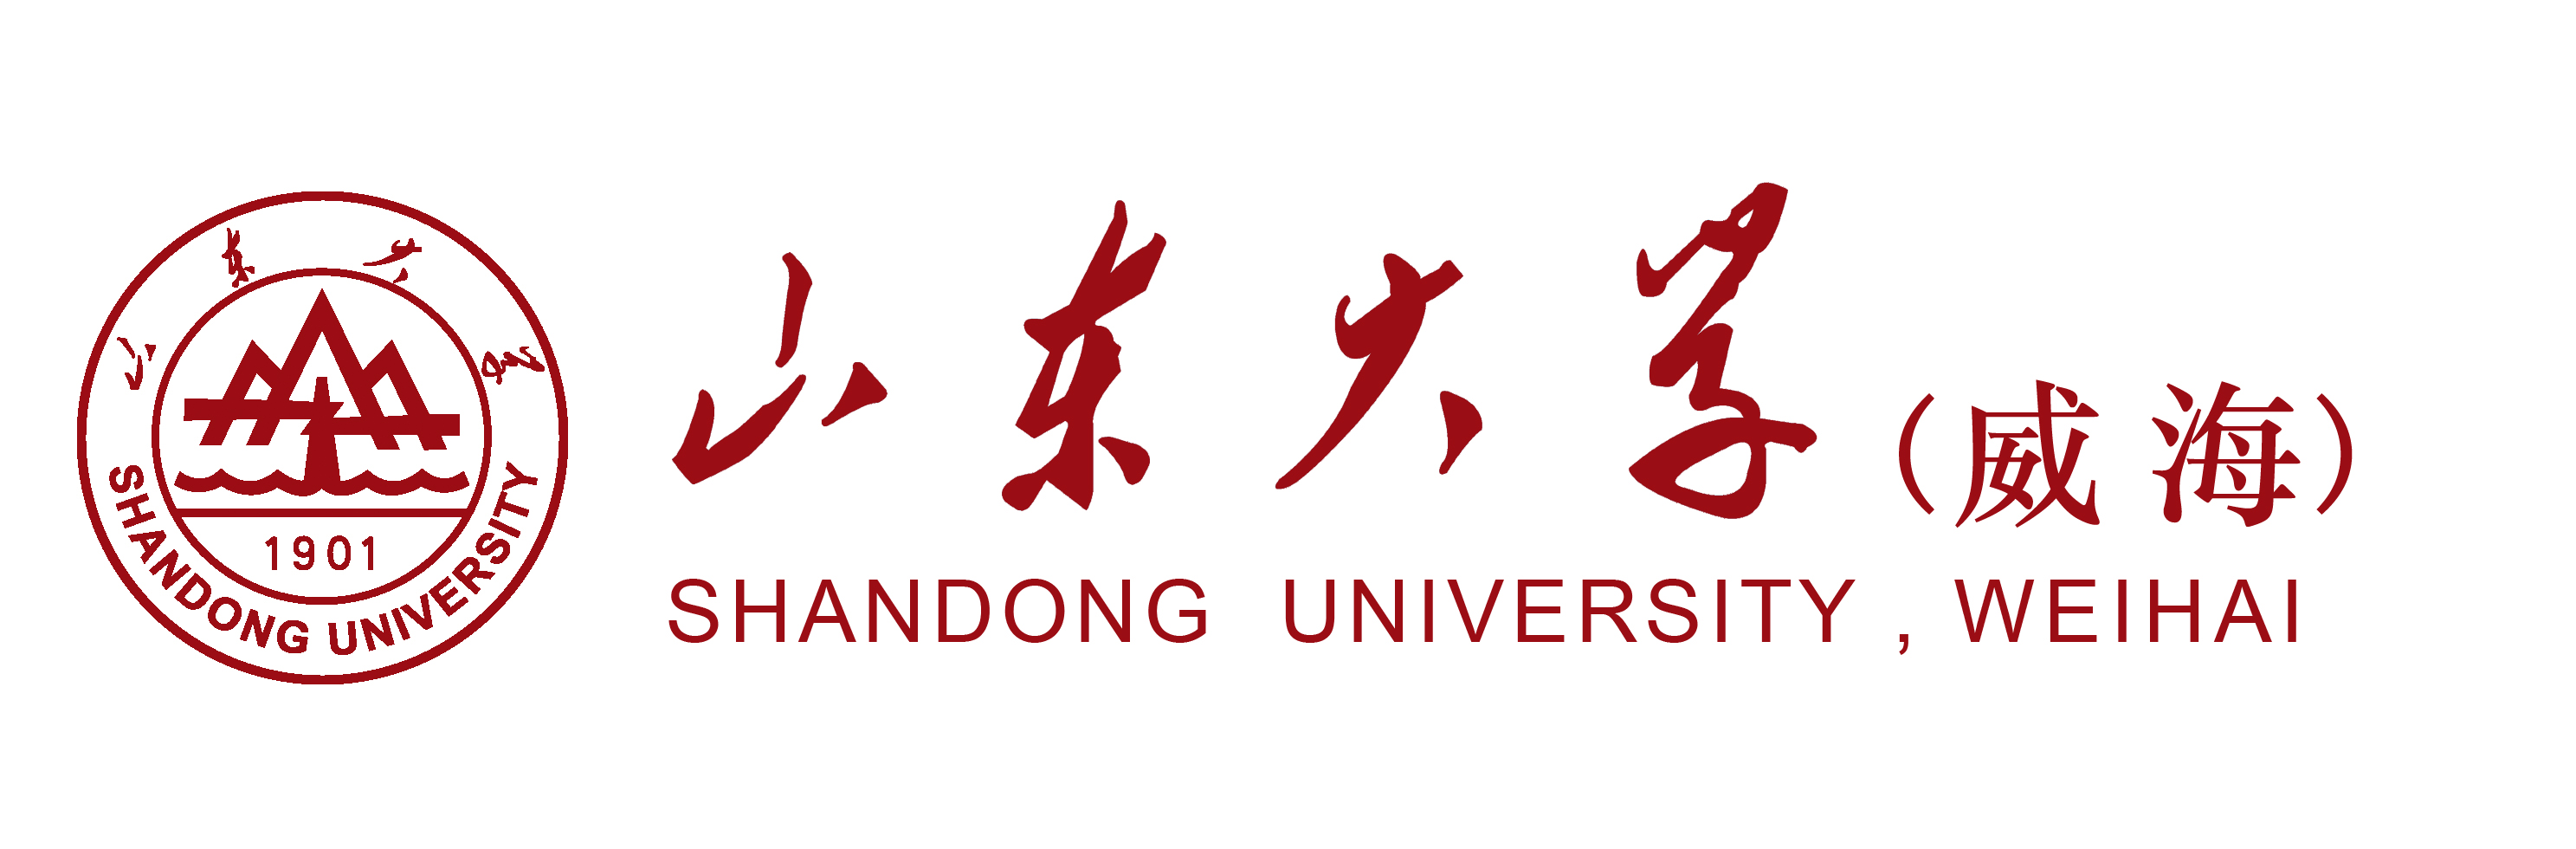 山东大学
SHANDONG UNIVERSITY
1901
山东大学(威海)
SHANDONG UNIVERSITY , WEIHAI